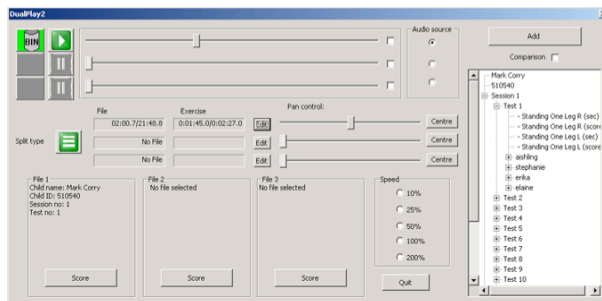 DualPlay2
BIN
Audio source
Add
Comparison
Mark Corry
510540
Session 1
Test 1
- Standing One Leg R (sec)
- Standing One Leg R (score
- Standing One Leg L (sec)
- Standing One Leg L (score
aishling
stephanie
erika
elaine
Test 2
Test 3
Test 4
Test 5
Test 6
Test 7
Test 8
Test 9
Test 10
File
Exercise
Pan control:
02:00.7/21:48.8
0:01:45.0/0:02:27.0
Edit
Centre
Split type
No File
Edit
Centre
No File
Edit
Centre
File 1
Child name: Mark Corry
Child ID: 510540
Session no: 1
Test no: 1
Score
File 2
No file selected
Score
File 3
No file selected
Score
Speed
10%
25%
50%
100%
200%
Quit